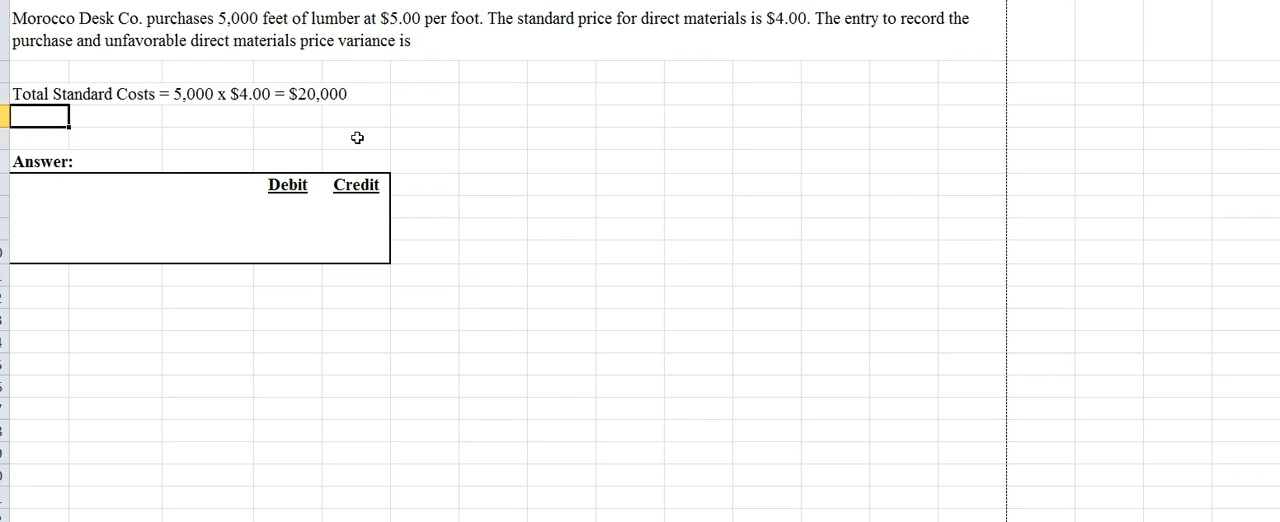 Morocco Desk Co. purchases 5,000 feet of lumber at $5.00 per foot. The standard price for direct materials is $4.00. The entry to record the
purchase and unfavorable direct materials price variance is
Total Standard Costs = 5,000 x $4.00 = $20,000
Answer:
Debit Credit